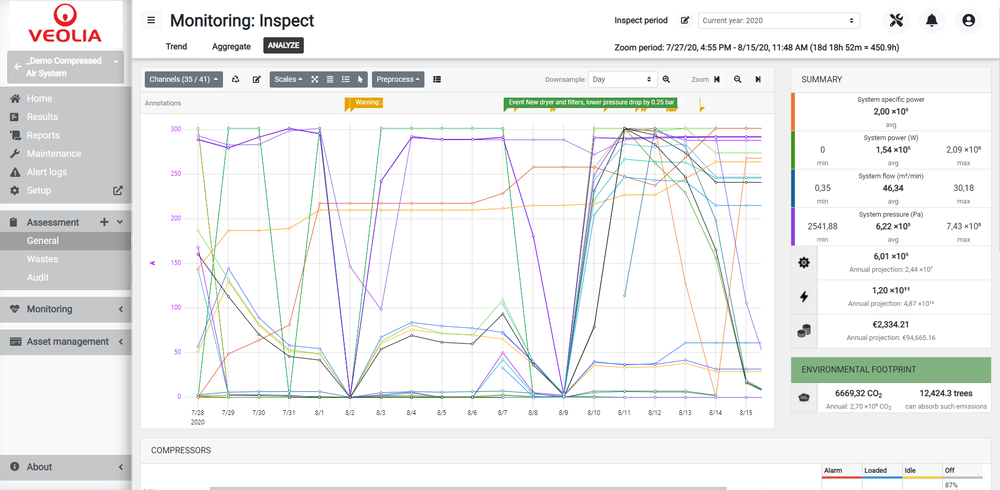 VEOLIA
_Demo Compressed
Air System
Home
Results
Reports
Maintenance
Alert logs
Setup
Assessment
General
Wastes
Audit
Monitoring
Asset management
About
Monitoring: Inspect
Trend
Aggregate
ANALYZE
Inspect period
Current year: 2020
Zoom period: 7/27/20, 4:55 PM - 8/15/20, 11:48 AM (18d 18h 52m = 450.9h)
Channels (35 / 41)
Scales
Preprocess
Downsample:
Day
Zoom
Annotations
Warning:..
Event New dryer and filters, lower pressure drop by 0.25 bar
300
250
200
150
100
50
0
A
7/28
2020
7/29
7/30
7/31
8/1
8/2
8/3
8/4
8/5
8/6
8/7
8/8
8/9
8/10
8/11
8/12
8/13
8/14
8/15
SUMMARY
System specific power
2,00 ×10⁵
avg
System power (W)
0
1,54 ×10⁵
2,09 ×10⁵
min
avg
max
System flow (m³/min)
0,35
46,34
30,18
min
avg
max
System pressure (Pa)
2541,88
6,22 ×10⁵
7,43 ×10⁵
min
avg
max
6,01 ×10⁵
Annual projection: 2,44 ×10⁷
1,20 ×10¹¹
Annual projection: 4,87 ×10¹²
€2,334.21
Annual projection: €94,665.16
ENVIRONMENTAL FOOTPRINT
CO₂
6669,32 CO₂
12,424.3 trees
Annual: 2,70 ×10⁵ CO₂
can absorb such emissions
COMPRESSORS
Alarm
Loaded
Idle
Off
87%